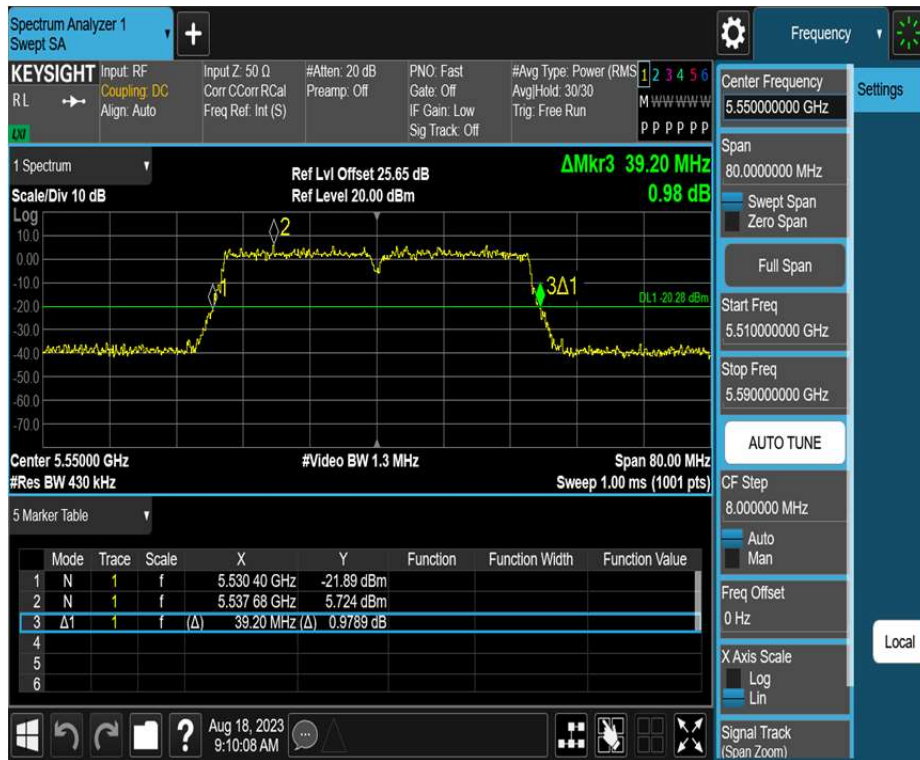 Spectrum Analyzer 1
Swept SA
+
Frequency
KEYSIGHT
RL
LXI
Input: RF
Coupling: DC
Align: Auto
Input Z: 50 Ω
Corr CCorr RCal
Freq Ref: Int (S)
#Atten: 20 dB
Preamp: Off
PNO: Fast
Gate: Off
IF Gain: Low
Sig Track: Off
#Avg Type: Power (RMS
Avg|Hold: 30/30
Trig: Free Run
1 2 3 4 5 6
M W W W W W
P P P P P P
1 Spectrum
Scale/Div 10 dB
Ref Lvl Offset 25.65 dB
Ref Level 20.00 dBm
ΔMkr3 39.20 MHz
0.98 dB
Log
10.0
0.00
-10.0
-20.0
-30.0
-40.0
-50.0
-60.0
-70.0
2
1
3Δ1
DL1 -20.28 dBm
Center 5.55000 GHz
#Res BW 430 kHz
#Video BW 1.3 MHz
Span 80.00 MHz
Sweep 1.00 ms (1001 pts)
5 Marker Table
Mode Trace Scale X Y Function Function Width Function Value
1 N 1 f 5.530 40 GHz -21.89 dBm
2 N 1 f 5.537 68 GHz 5.724 dBm
3 Δ1 1 f (Δ) 39.20 MHz (Δ) 0.9789 dB
4
5
6
?
Aug 18, 2023
9:10:08 AM
Center Frequency
5.550000000 GHz
Span
80.0000000 MHz
Swept Span
Zero Span
Full Span
Start Freq
5.510000000 GHz
Stop Freq
5.590000000 GHz
AUTO TUNE
CF Step
8.000000 MHz
Auto
Man
Freq Offset
0 Hz
X Axis Scale
Log
Lin
Signal Track
(Span Zoom)
Settings
Local